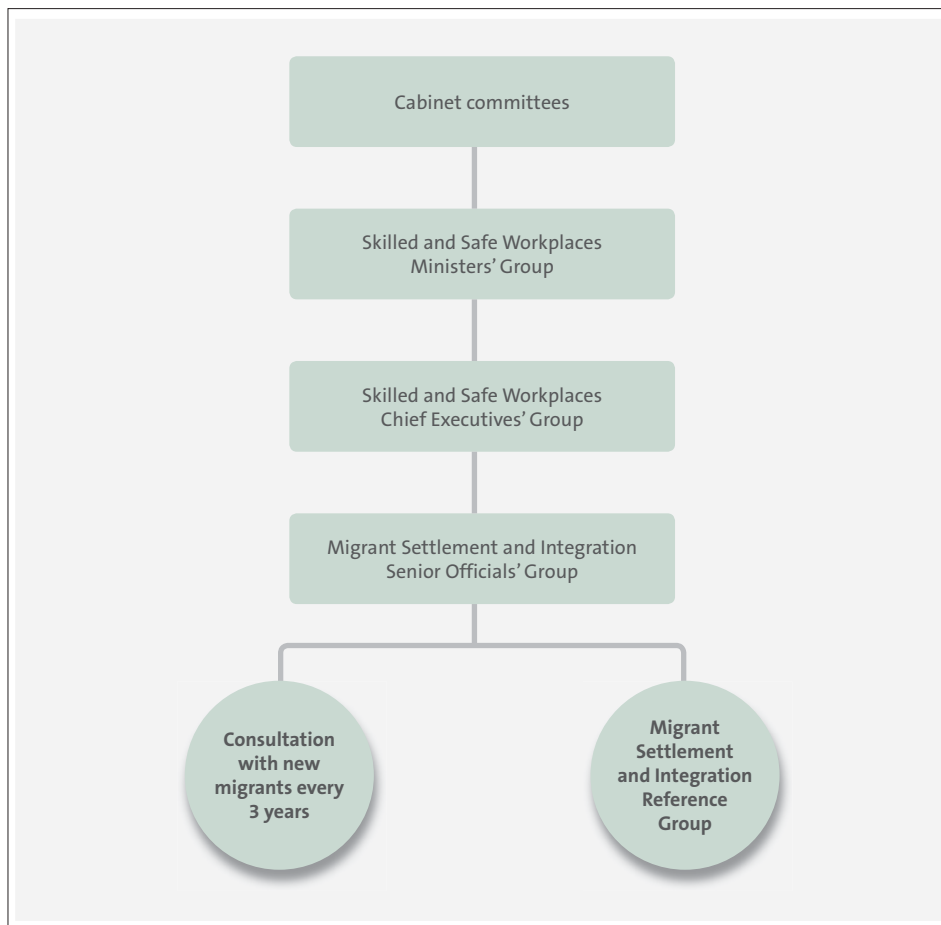 Cabinet committees
Skilled and Safe Workplaces
Ministers’ Group
Skilled and Safe Workplaces
Chief Executives’ Group
Migrant Settlement and Integration
Senior Officials’ Group
Consultation
with new
migrants every
3 years
Migrant
Settlement
and Integration
Reference
Group